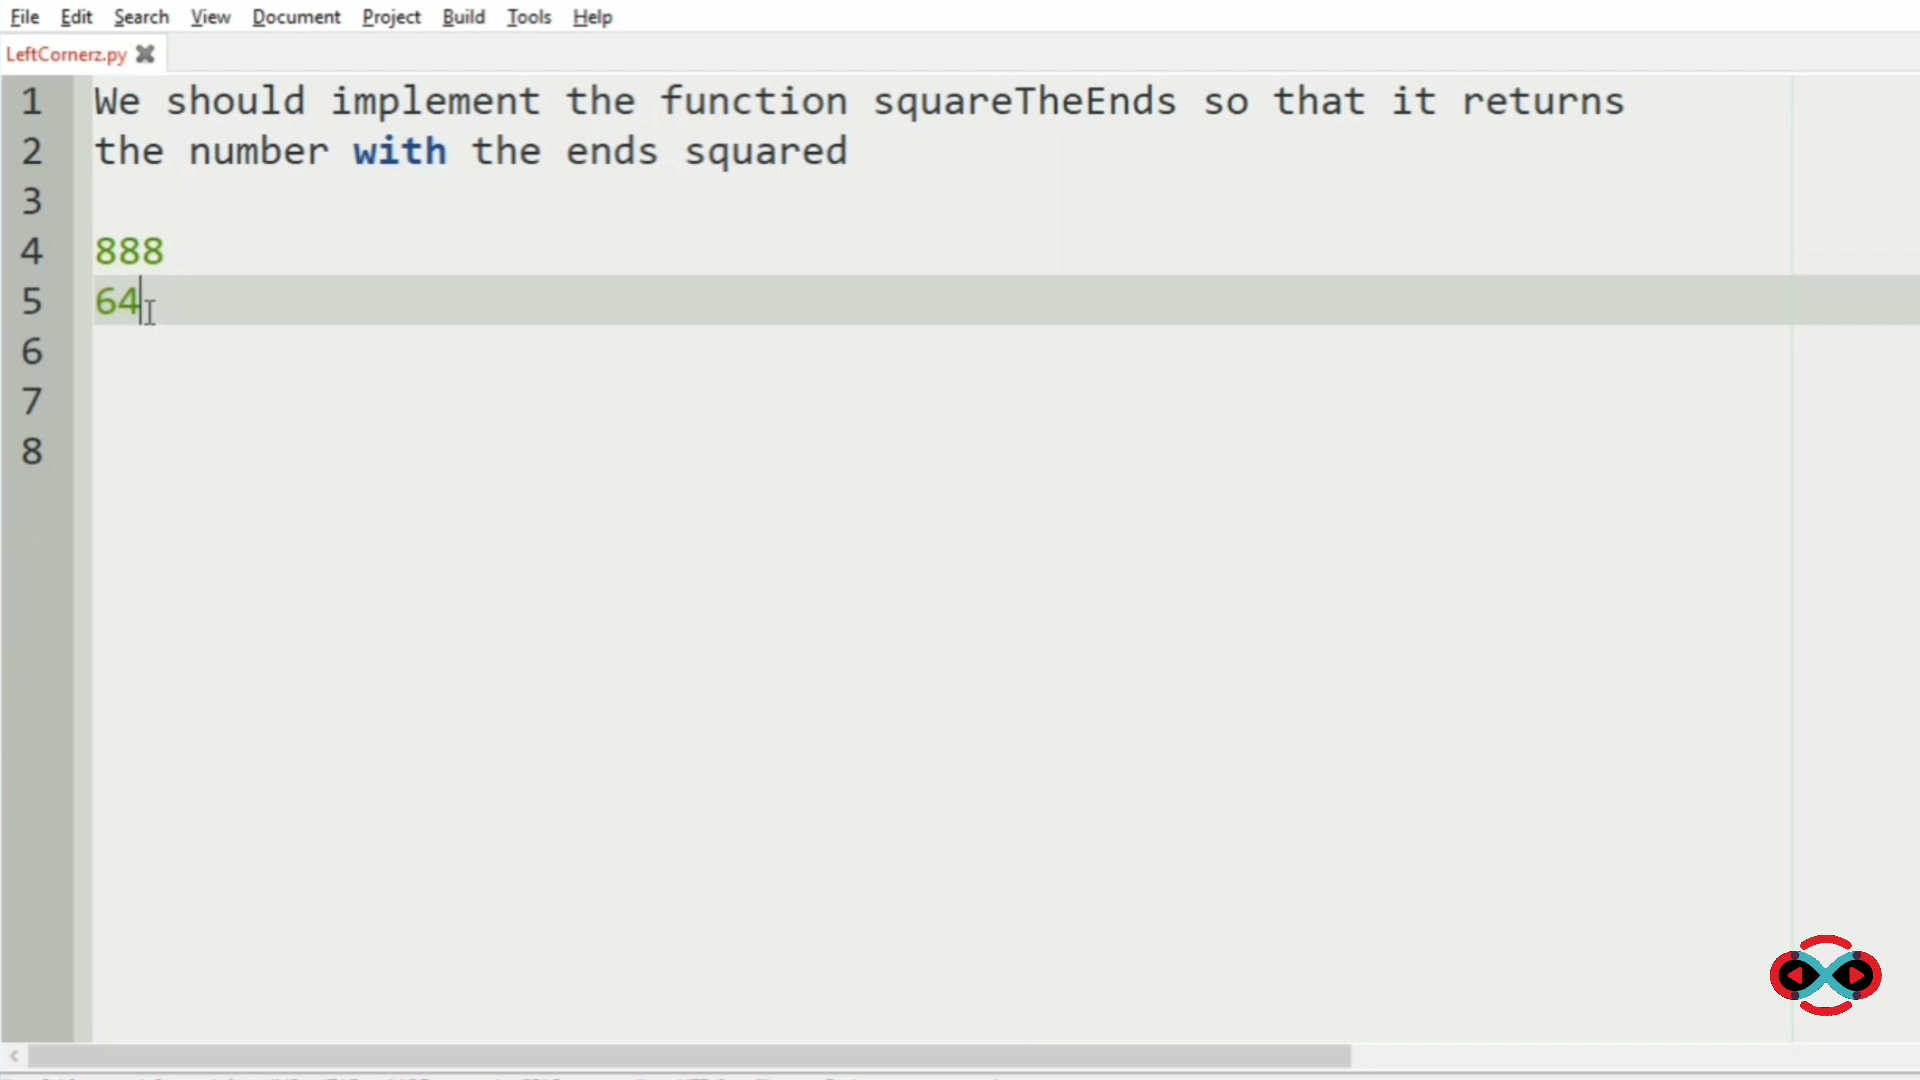 File Edit Search View Document Project Build Tools Help
LeftCornerz.py
1 We should implement the function squareTheEnds so that it returns
2 the number with the ends squared
3
4 888
5 64
6
7
8